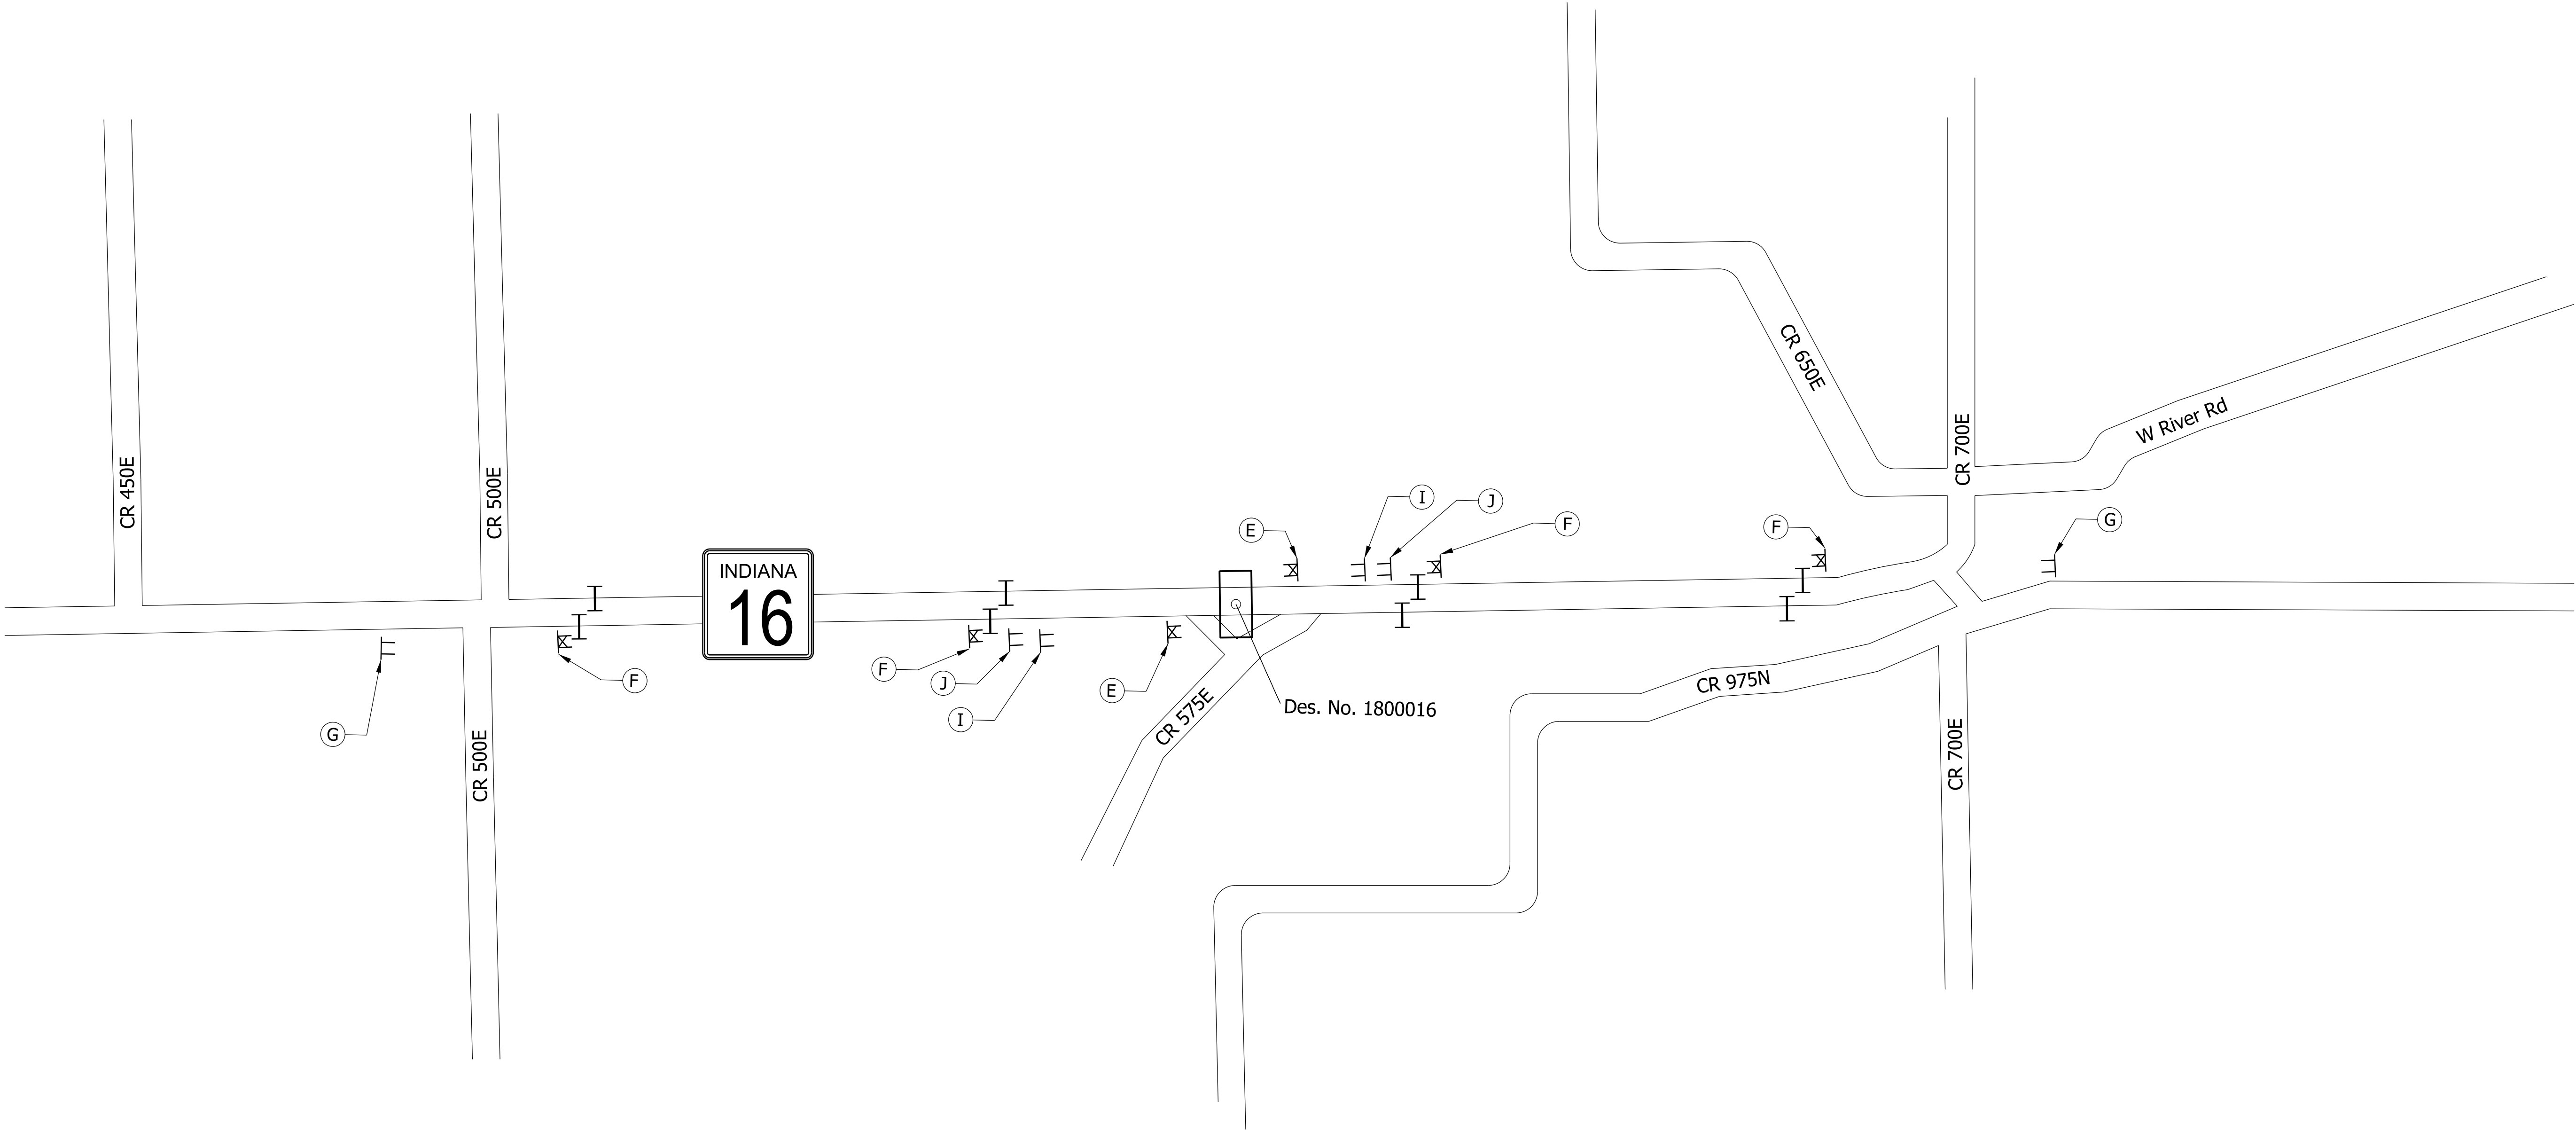 CR 450E
CR 500E
INDIANA
16
CR 650E
CR 700E
W River Rd
E
I
J
F
F
G
G
F
F
J
I
E
CR 575E
Des. No. 1800016
CR 975N
CR 500E
CR 700E